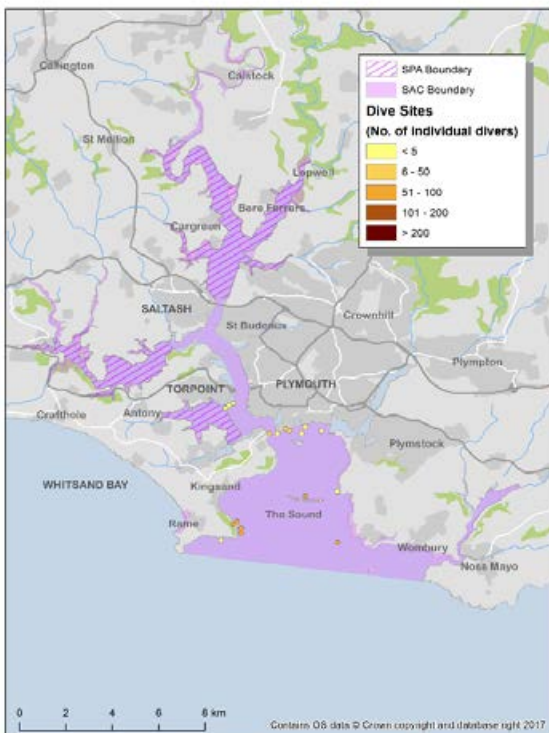 Callington
Calstock
St Mellion
Lopwell
Bere Ferrers
Cargreen
SALTASH
St Budeaux
Crownhill
Plympton
TORPOINT
PLYMOUTH
Crafthole
Antony
Plymstock
WHITSAND BAY
Kingsand
The Sound
Rame
Wembury
Noss Mayo
SPA Boundary
SAC Boundary
Dive Sites
(No. of individual divers)
< 5
6 - 50
51 - 100
101 - 200
> 200
0 2 4 6 km
Contains OS data © Crown copyright and database right 2017